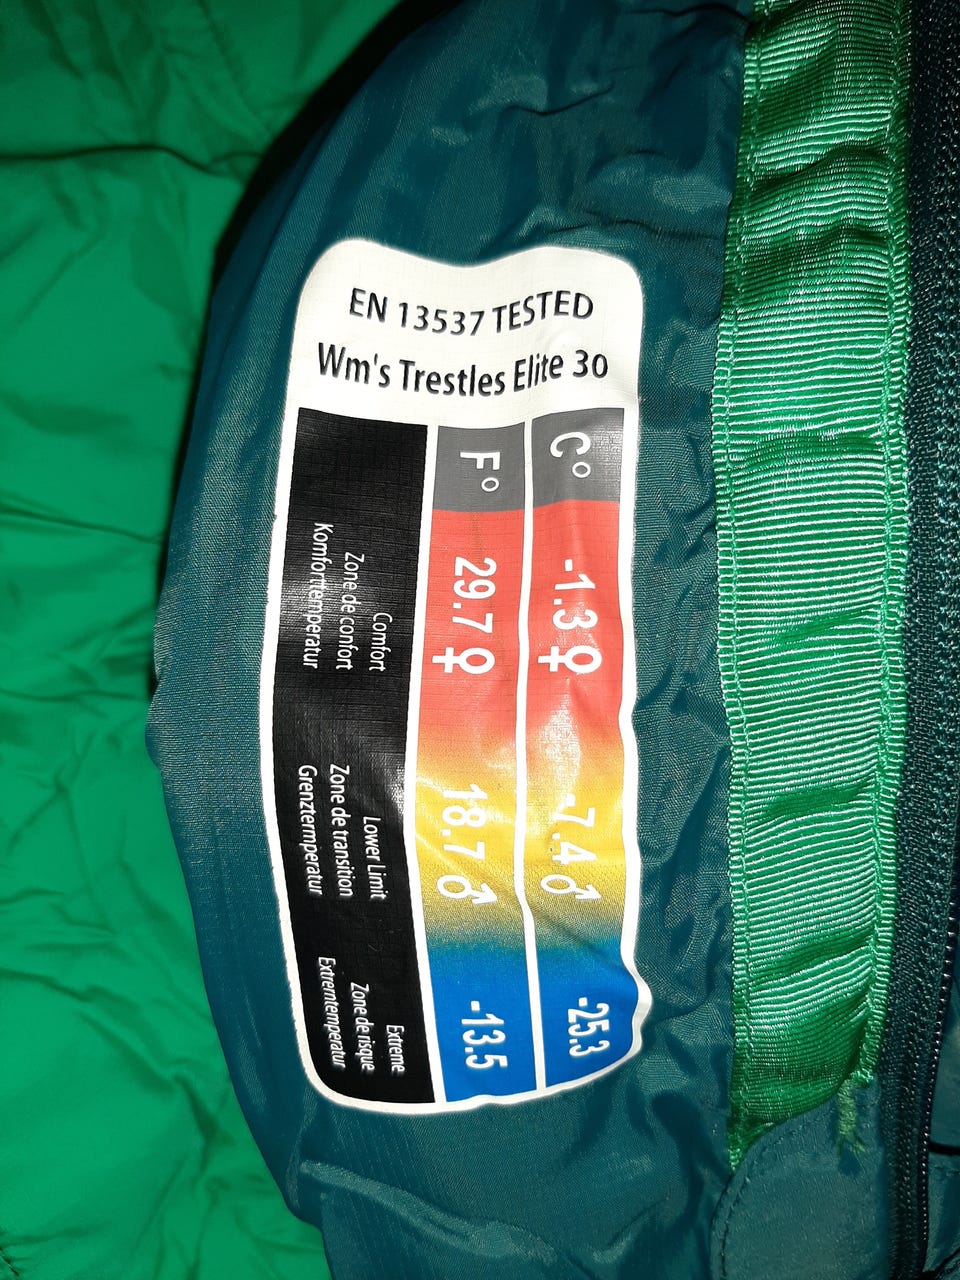 EN 13537 TESTED
Wm's Trestles Elite 30
C° -1.3 ♀ -7.4 ♂ -25.3
F° 29.7 ♀ 18.7 ♂ -13.5
Comfort
Zone de confort
Komforttemperatur
Lower Limit
Zone de transition
Grenztermperatur
Extreme
Zone de risque
Extremtemperatur